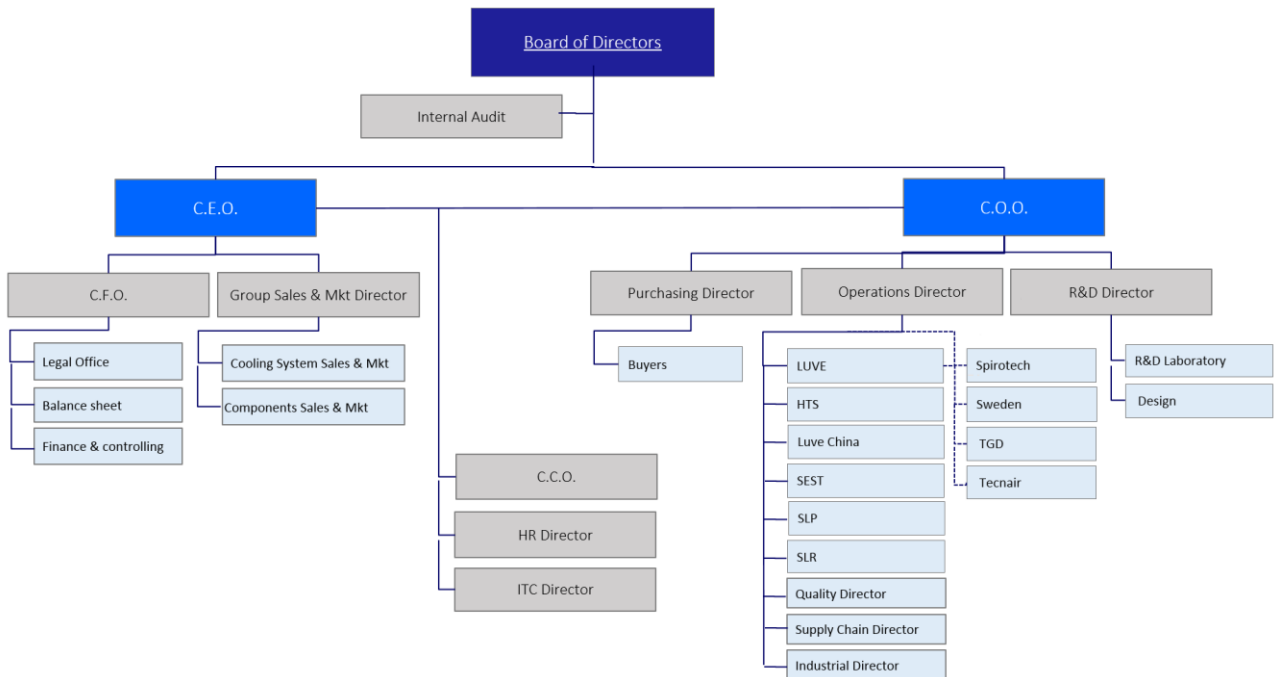 Board of Directors
Internal Audit
C.E.O.
C.O.O.
C.F.O.
Group Sales & Mkt Director
Purchasing Director
Operations Director
R&D Director
Legal Office
Balance sheet
Finance & controlling
Cooling System Sales & Mkt
Components Sales & Mkt
Buyers
LUVE
HTS
Luve China
SEST
SLP
SLR
Quality Director
Supply Chain Director
Industrial Director
Spirotech
Sweden
TGD
Tecnair
R&D Laboratory
Design
C.C.O.
HR Director
ITC Director